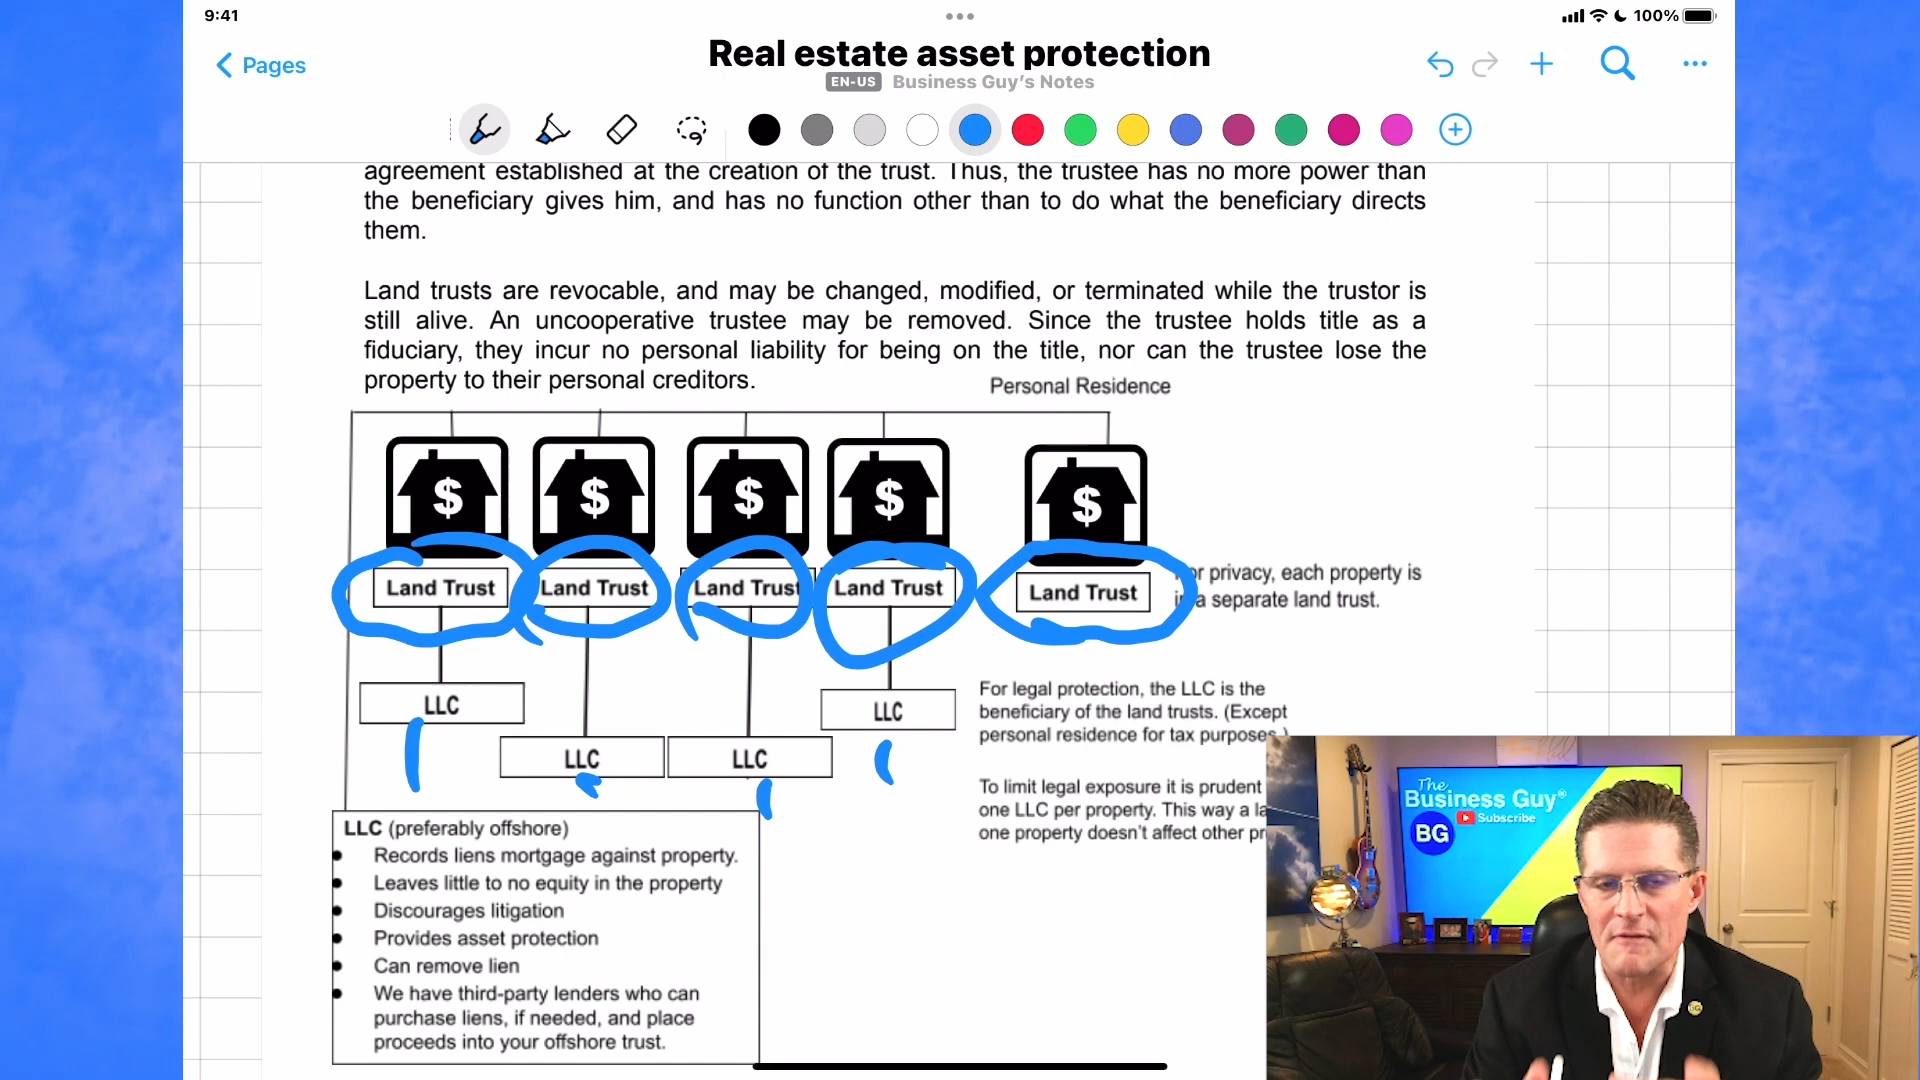 9:41
100%
Pages
Real estate asset protection
EN-US Business Guy's Notes
agreement established at the creation of the trust. Thus, the trustee has no more power than
the beneficiary gives him, and has no function other than to do what the beneficiary directs
them.
Land trusts are revocable, and may be changed, modified, or terminated while the trustor is
still alive. An uncooperative trustee may be removed. Since the trustee holds title as a
fiduciary, they incur no personal liability for being on the title, nor can the trustee lose the
property to their personal creditors.
Personal Residence
$ $ $ $ $
Land Trust Land Trust Land Trust Land Trust Land Trust
or privacy, each property is
a separate land trust.
LLC
LLC
LLC
LLC
For legal protection, the LLC is the
beneficiary of the land trusts. (Except
personal residence for tax purposes.)
To limit legal exposure it is prudent
one LLC per property. This way a
one property doesn't affect other
LLC (preferably offshore)
Records liens mortgage against property.
Leaves little to no equity in the property
Discourages litigation
Provides asset protection
Can remove lien
We have third-party lenders who can
purchase liens, if needed, and place
proceeds into your offshore trust.
The
Business Guy®
Subscribe
BG